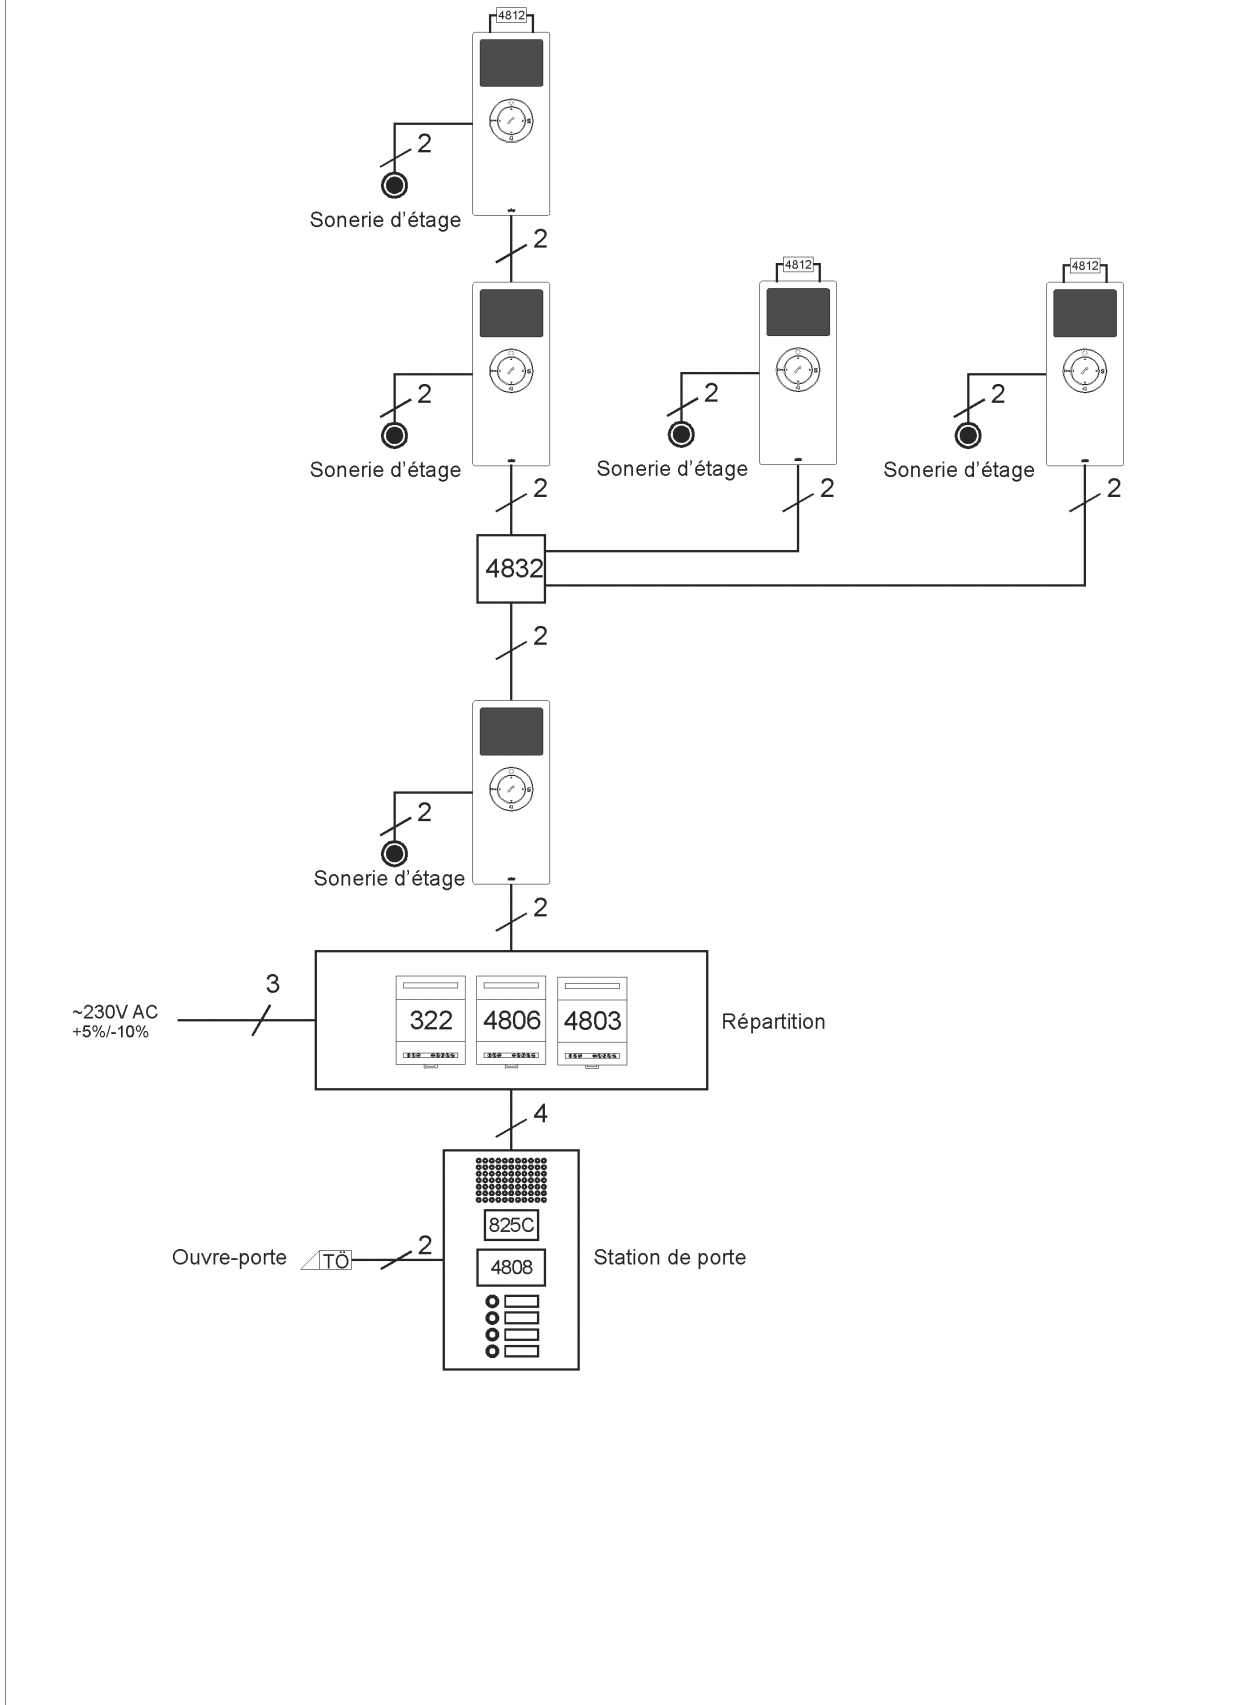 4812
2
Sonerie d'étage
2
4812
4812
2
2
2
Sonerie d'étage
Sonerie d'étage
Sonerie d'étage
2
2
2
4832
2
2
Sonerie d'étage
2
3
~230V AC
+5%/-10%
322
4806
4803
Répartition
4
825C
2
Ouvre-porte
TÖ
4808
Station de porte